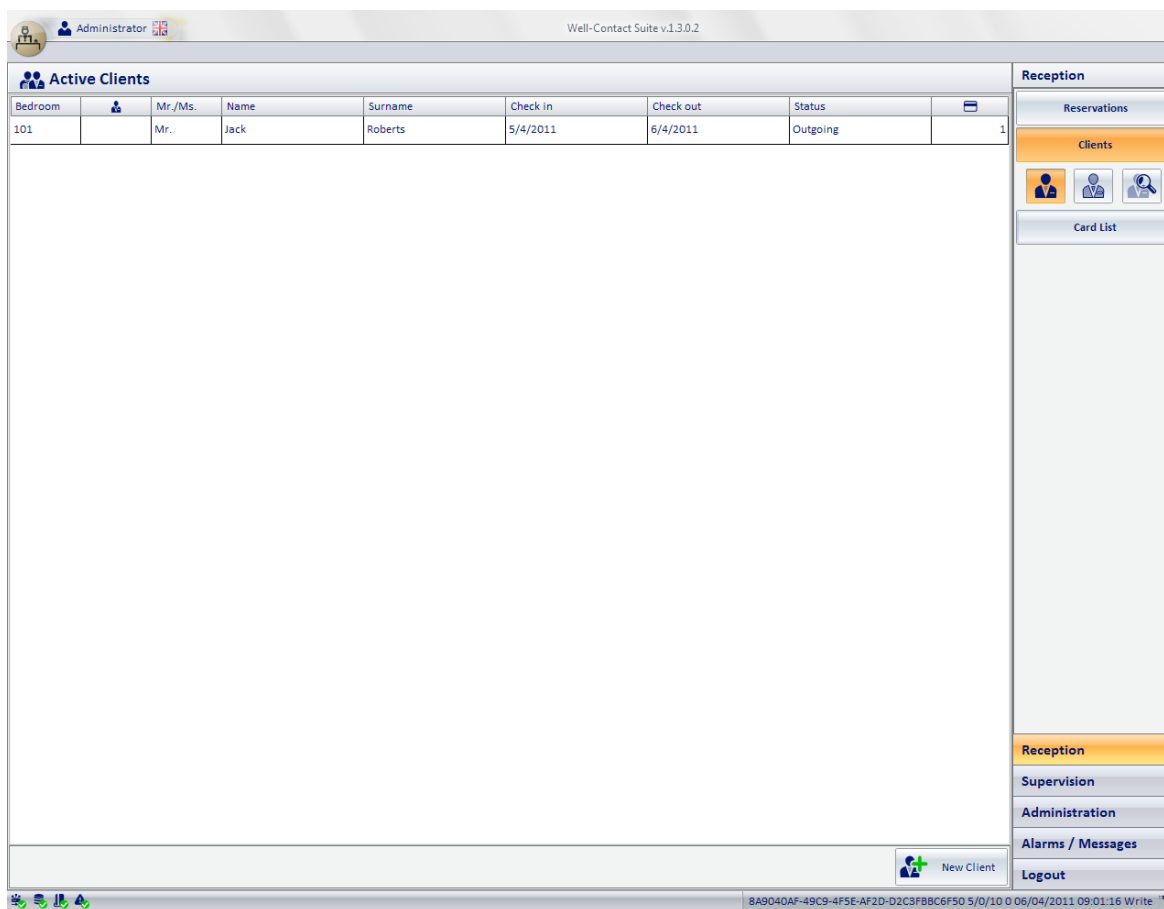 Administrator Well-Contact Suite v.1.3.0.2
Active Clients
Bedroom Mr./Ms. Name Surname Check in Check out Status
101 Mr. Jack Roberts 5/4/2011 6/4/2011 Outgoing 1
Reception
Reservations
Clients
Card List
Reception
Supervision
Administration
Alarms / Messages
Logout
New Client
8A9040AF-49C9-4F5E-AF2D-D2C3FBBC6F50 5/0/10 0 06/04/2011 09:01:16 Write